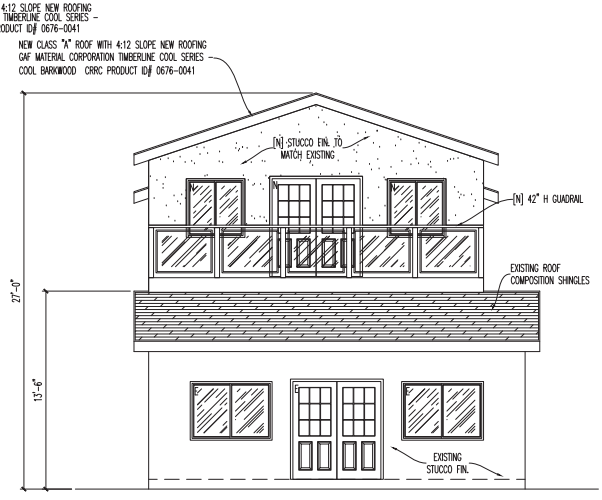 4:12 SLOPE NEW ROOFING
TIMBERLINE COOL SERIES -
ODUCT ID# 0676-0041
NEW CLASS "A" ROOF WITH 4:12 SLOPE NEW ROOFING
GAF MATERIAL CORPORATION TIMBERLINE COOL SERIES
COOL BARKWOOD CRRC PRODUCT ID# 0676-0041
[N] STUCCO FIN. TO
MATCH EXISTING
N
N
N
[N] 42" H GUADRAIL
EXISTING ROOF
COMPOSITION SHINGLES
27'-0"
13'-6"
E
E
E
EXISTING
STUCCO FIN.